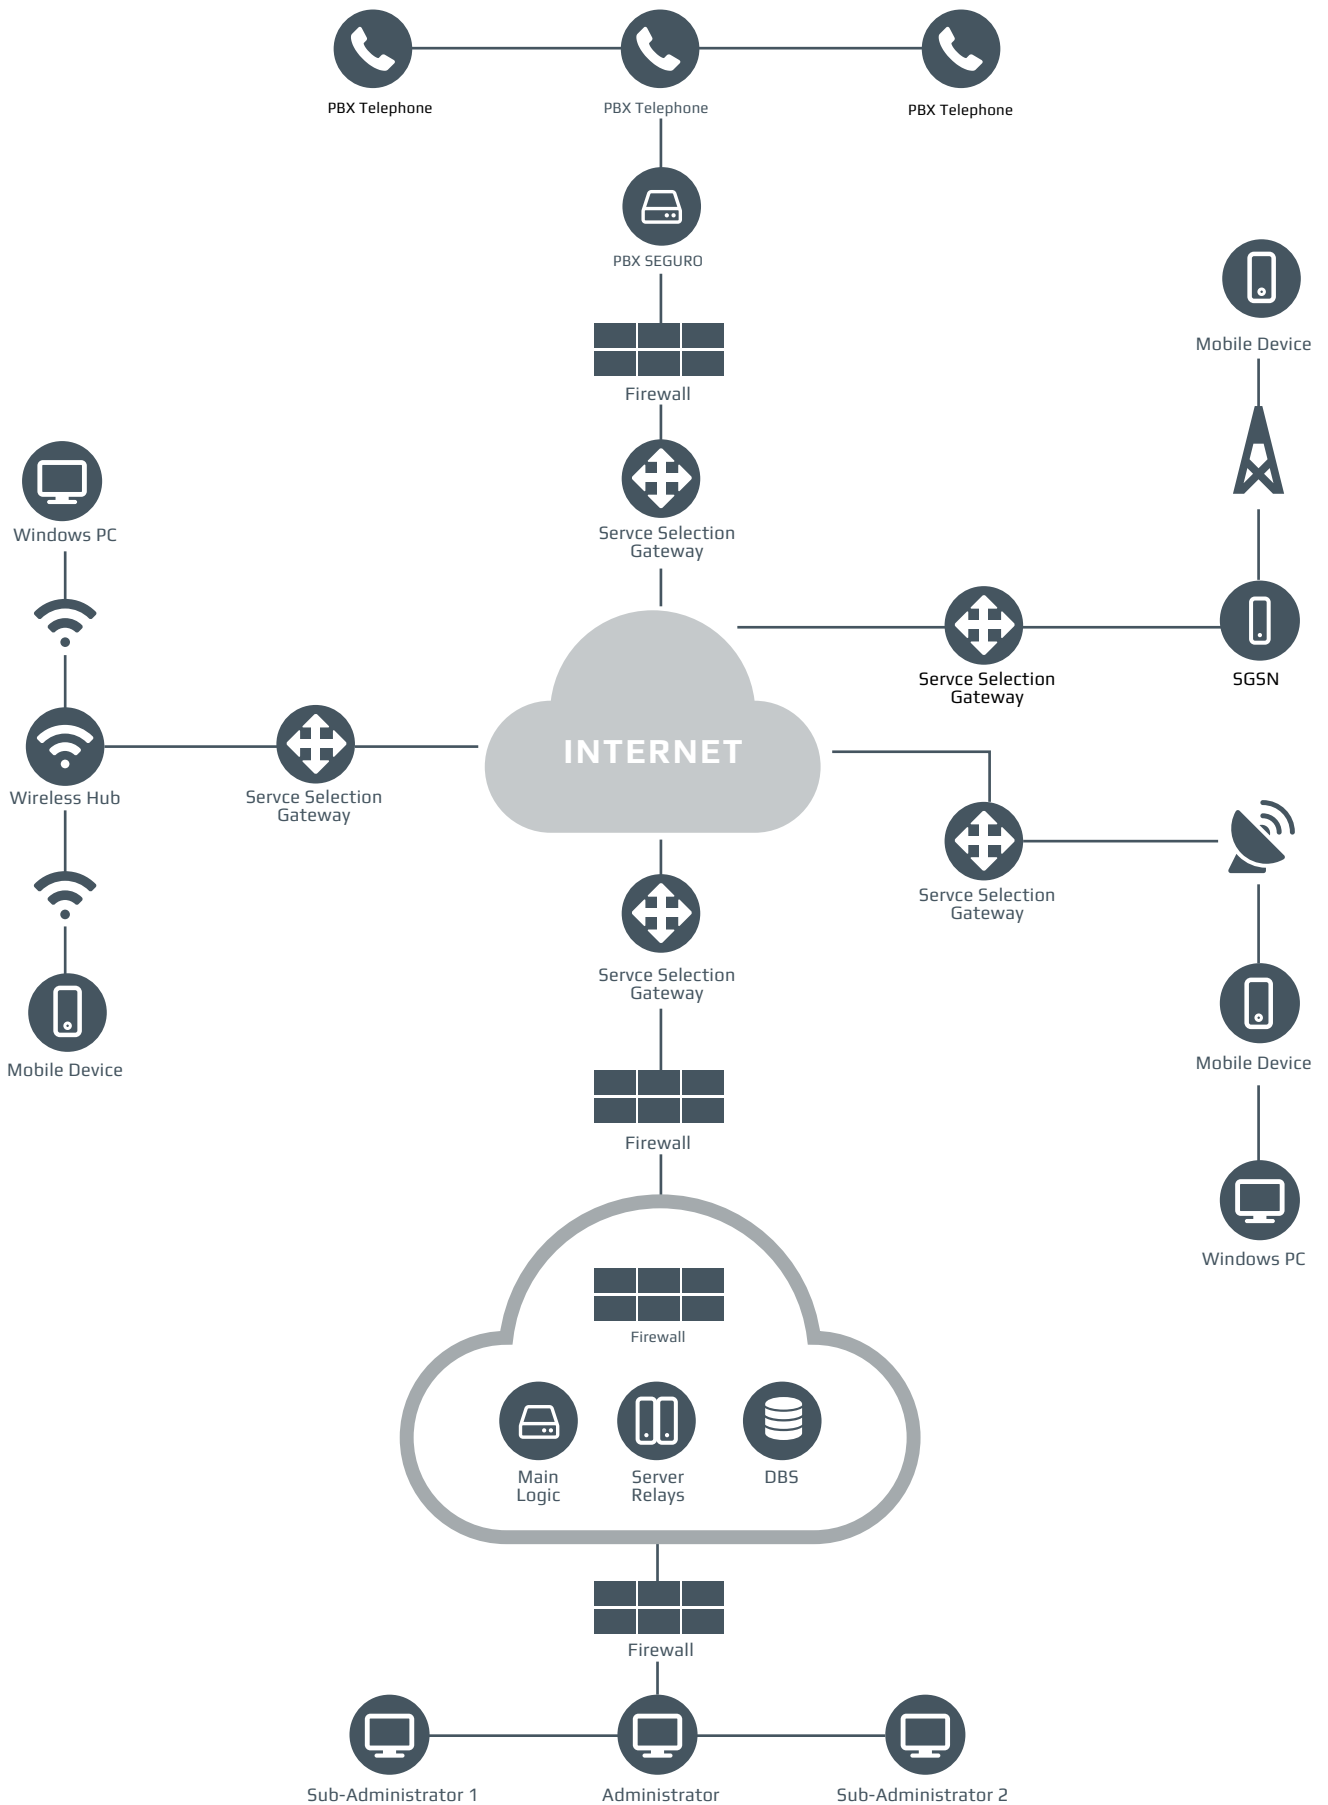 PBX Telephone
PBX Telephone
PBX Telephone
PBX SEGURO
Mobile Device
Firewall
Windows PC
Servce Selection
Gateway
Servce Selection
Gateway
SGSN
INTERNET
Wireless Hub
Servce Selection
Gateway
Servce Selection
Gateway
Servce Selection
Gateway
Mobile Device
Mobile Device
Firewall
Windows PC
Firewall
Main
Logic
Server
Relays
DBS
Firewall
Sub-Administrator 1
Administrator
Sub-Administrator 2